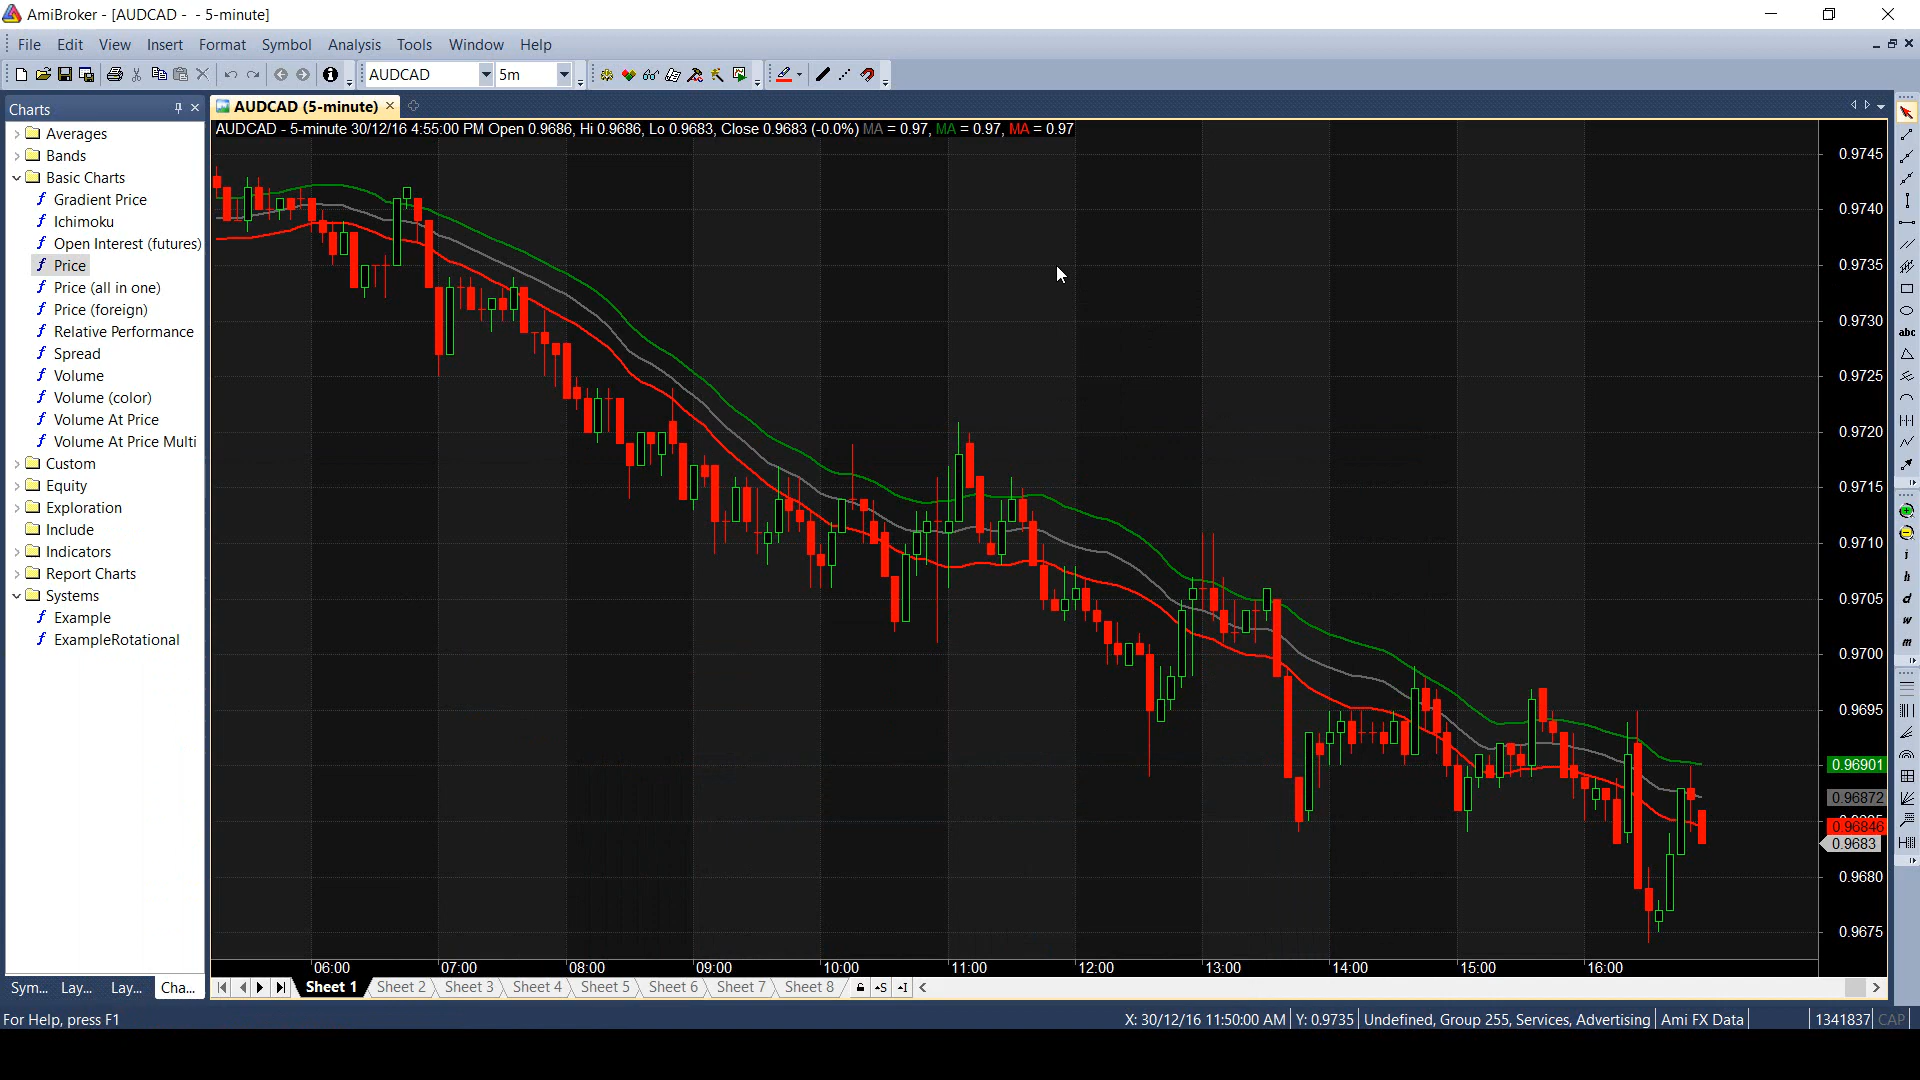 AmiBroker - [AUDCAD - - 5-minute]
File Edit View Insert Format Symbol Analysis Tools Window Help
AUDCAD 5m
Charts
AUDCAD (5-minute)
AUDCAD - 5-minute 30/12/16 4:55:00 PM Open 0.9686, Hi 0.9686, Lo 0.9683, Close 0.9683 (-0.0%) MA = 0.97, MA = 0.97, MA = 0.97
Averages
Bands
Basic Charts
Gradient Price
Ichimoku
Open Interest (futures)
Price
Price (all in one)
Price (foreign)
Relative Performance
Spread
Volume
Volume (color)
Volume At Price
Volume At Price Multi
Custom
Equity
Exploration
Include
Indicators
Report Charts
Systems
Example
ExampleRotational
0.9745
0.9740
0.9735
0.9730
0.9725
0.9720
0.9715
0.9710
0.9705
0.9700
0.9695
0.96901
0.96872
0.96846
0.9683
0.9680
0.9675
abc
i
h
d
w
m
06:00 07:00 08:00 09:00 10:00 11:00 12:00 13:00 14:00 15:00 16:00
Sym... Lay... Lay... Cha...
Sheet 1 Sheet 2 Sheet 3 Sheet 4 Sheet 5 Sheet 6 Sheet 7 Sheet 8
For Help, press F1
X: 30/12/16 11:50:00 AM Y: 0.9735 Undefined, Group 255, Services, Advertising Ami FX Data 1341837 CAP